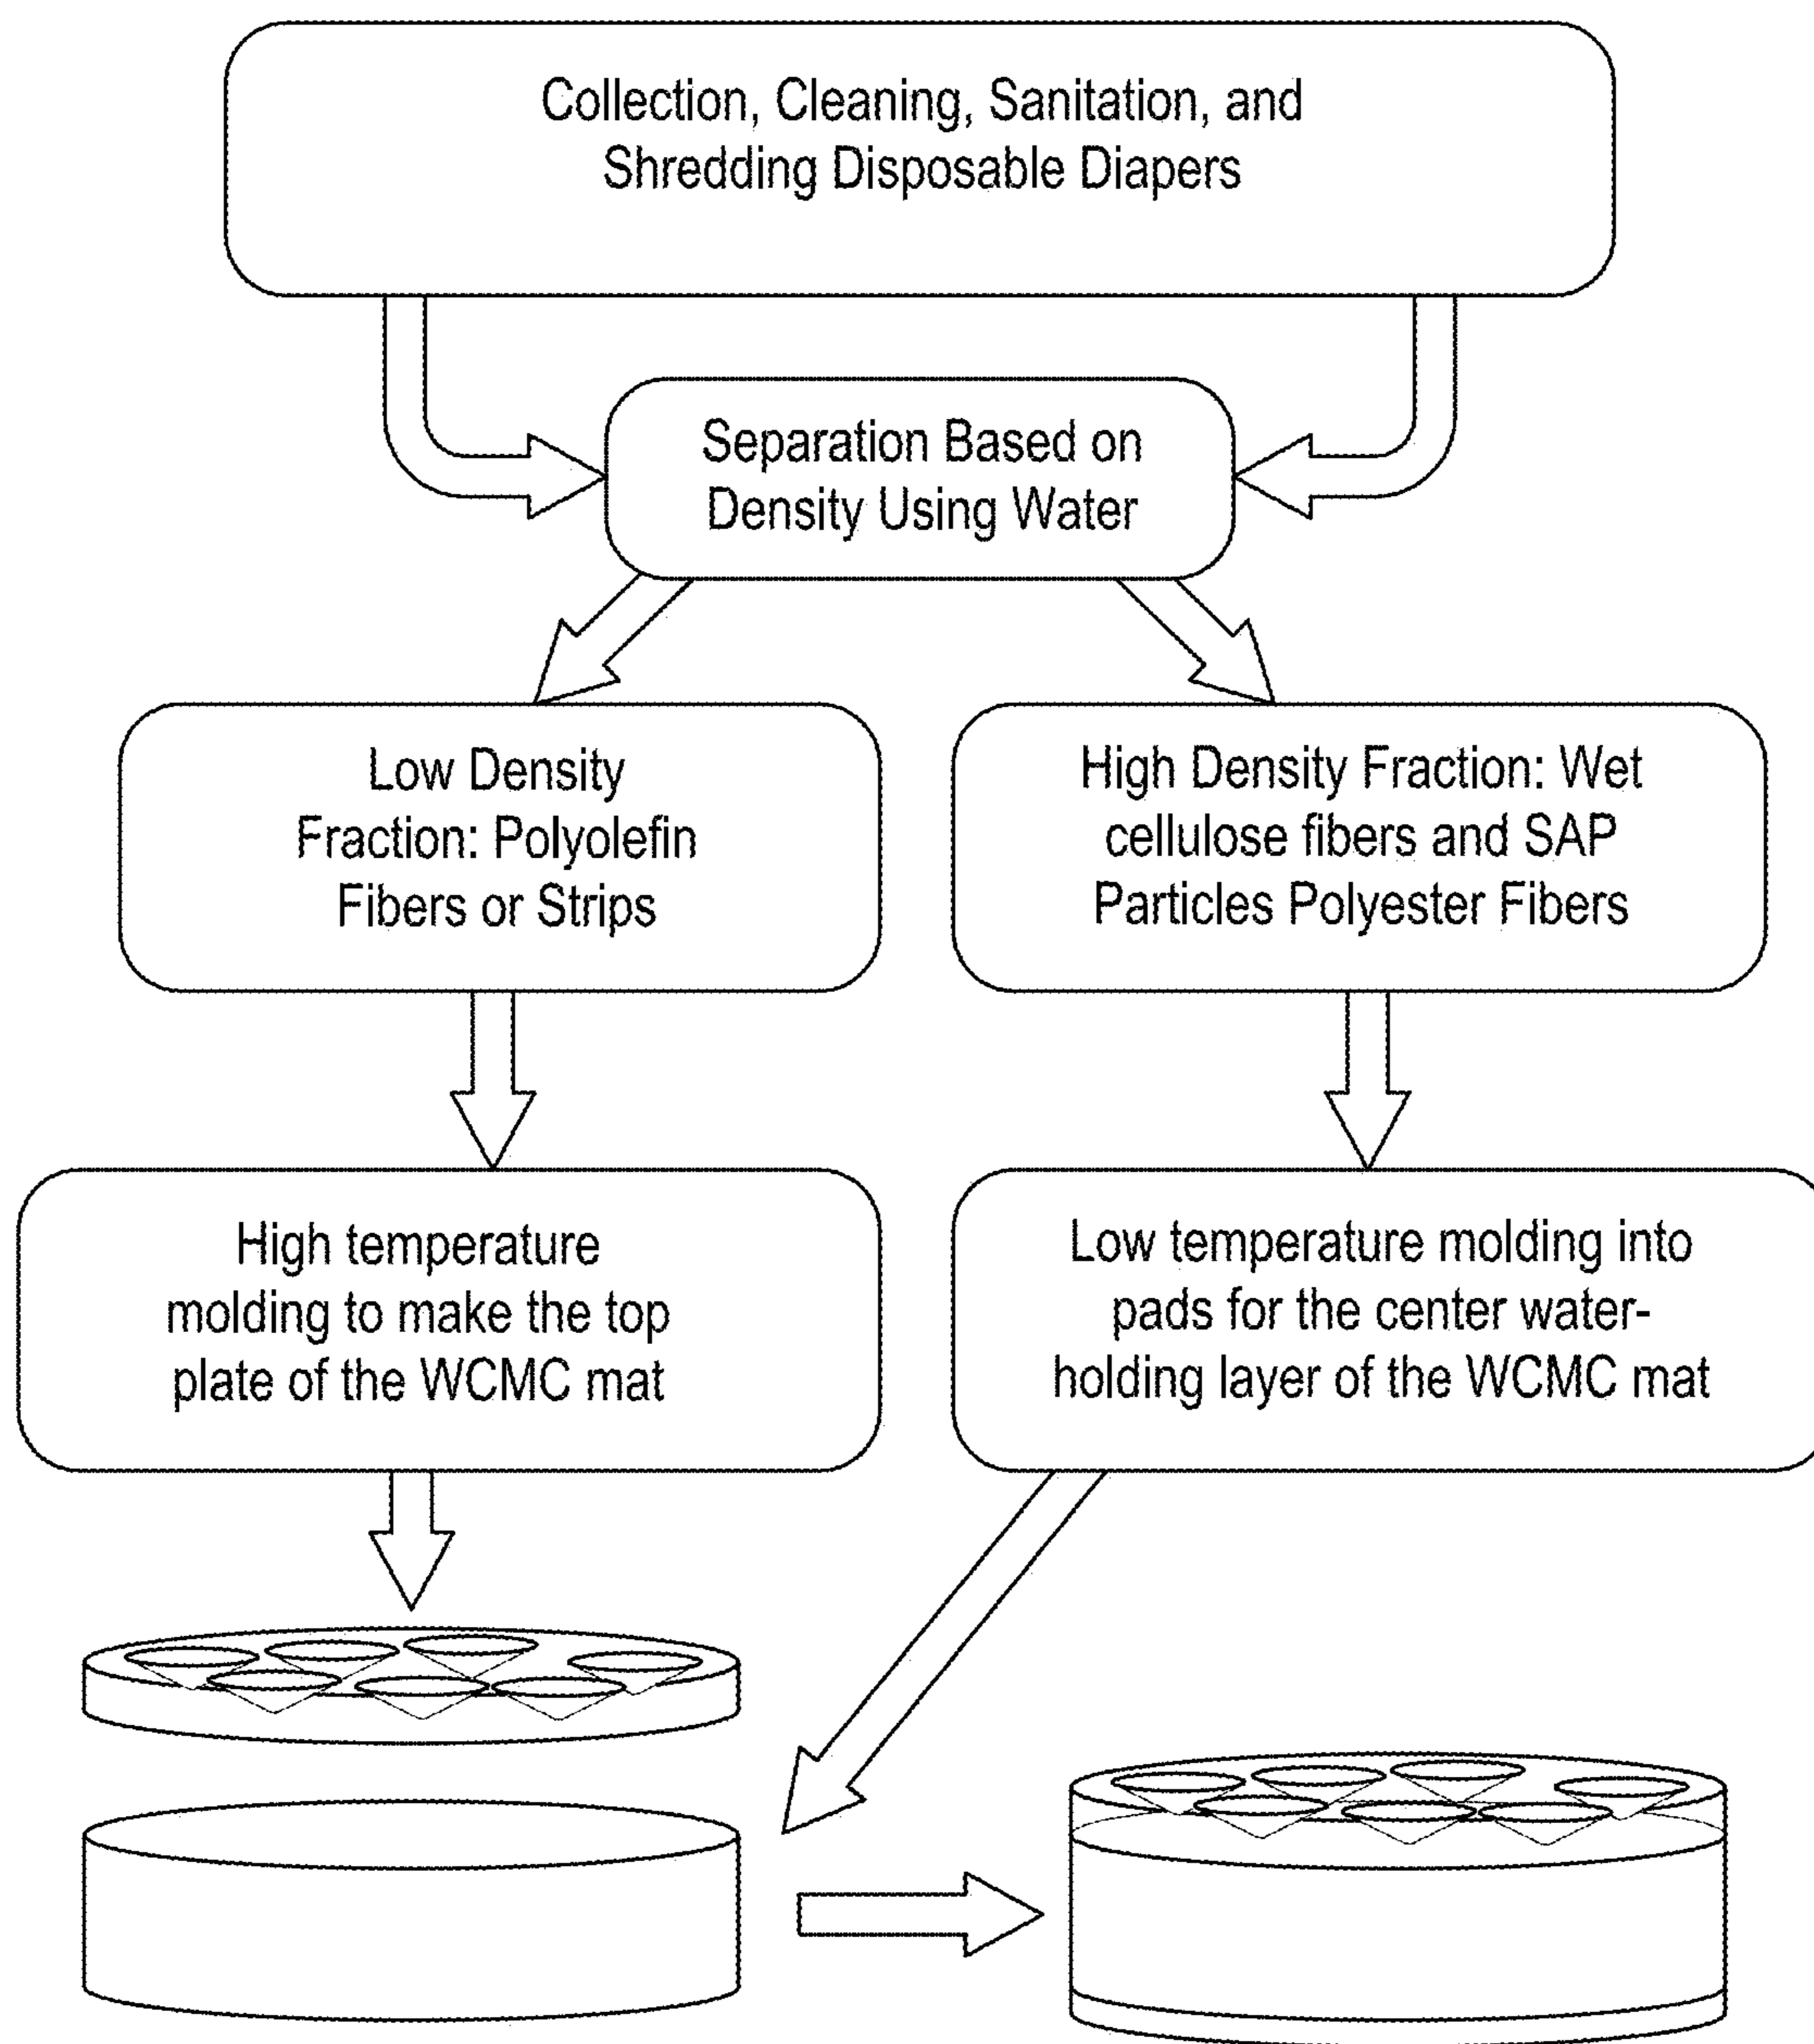 Collection, Cleaning, Sanitation, and
Shredding Disposable Diapers
Separation Based on
Density Using Water
Low Density
Fraction: Polyolefin
Fibers or Strips
High Density Fraction: Wet
cellulose fibers and SAP
Particles Polyester Fibers
High temperature
molding to make the top
plate of the WCMC mat
Low temperature molding into
pads for the center water-
holding layer of the WCMC mat